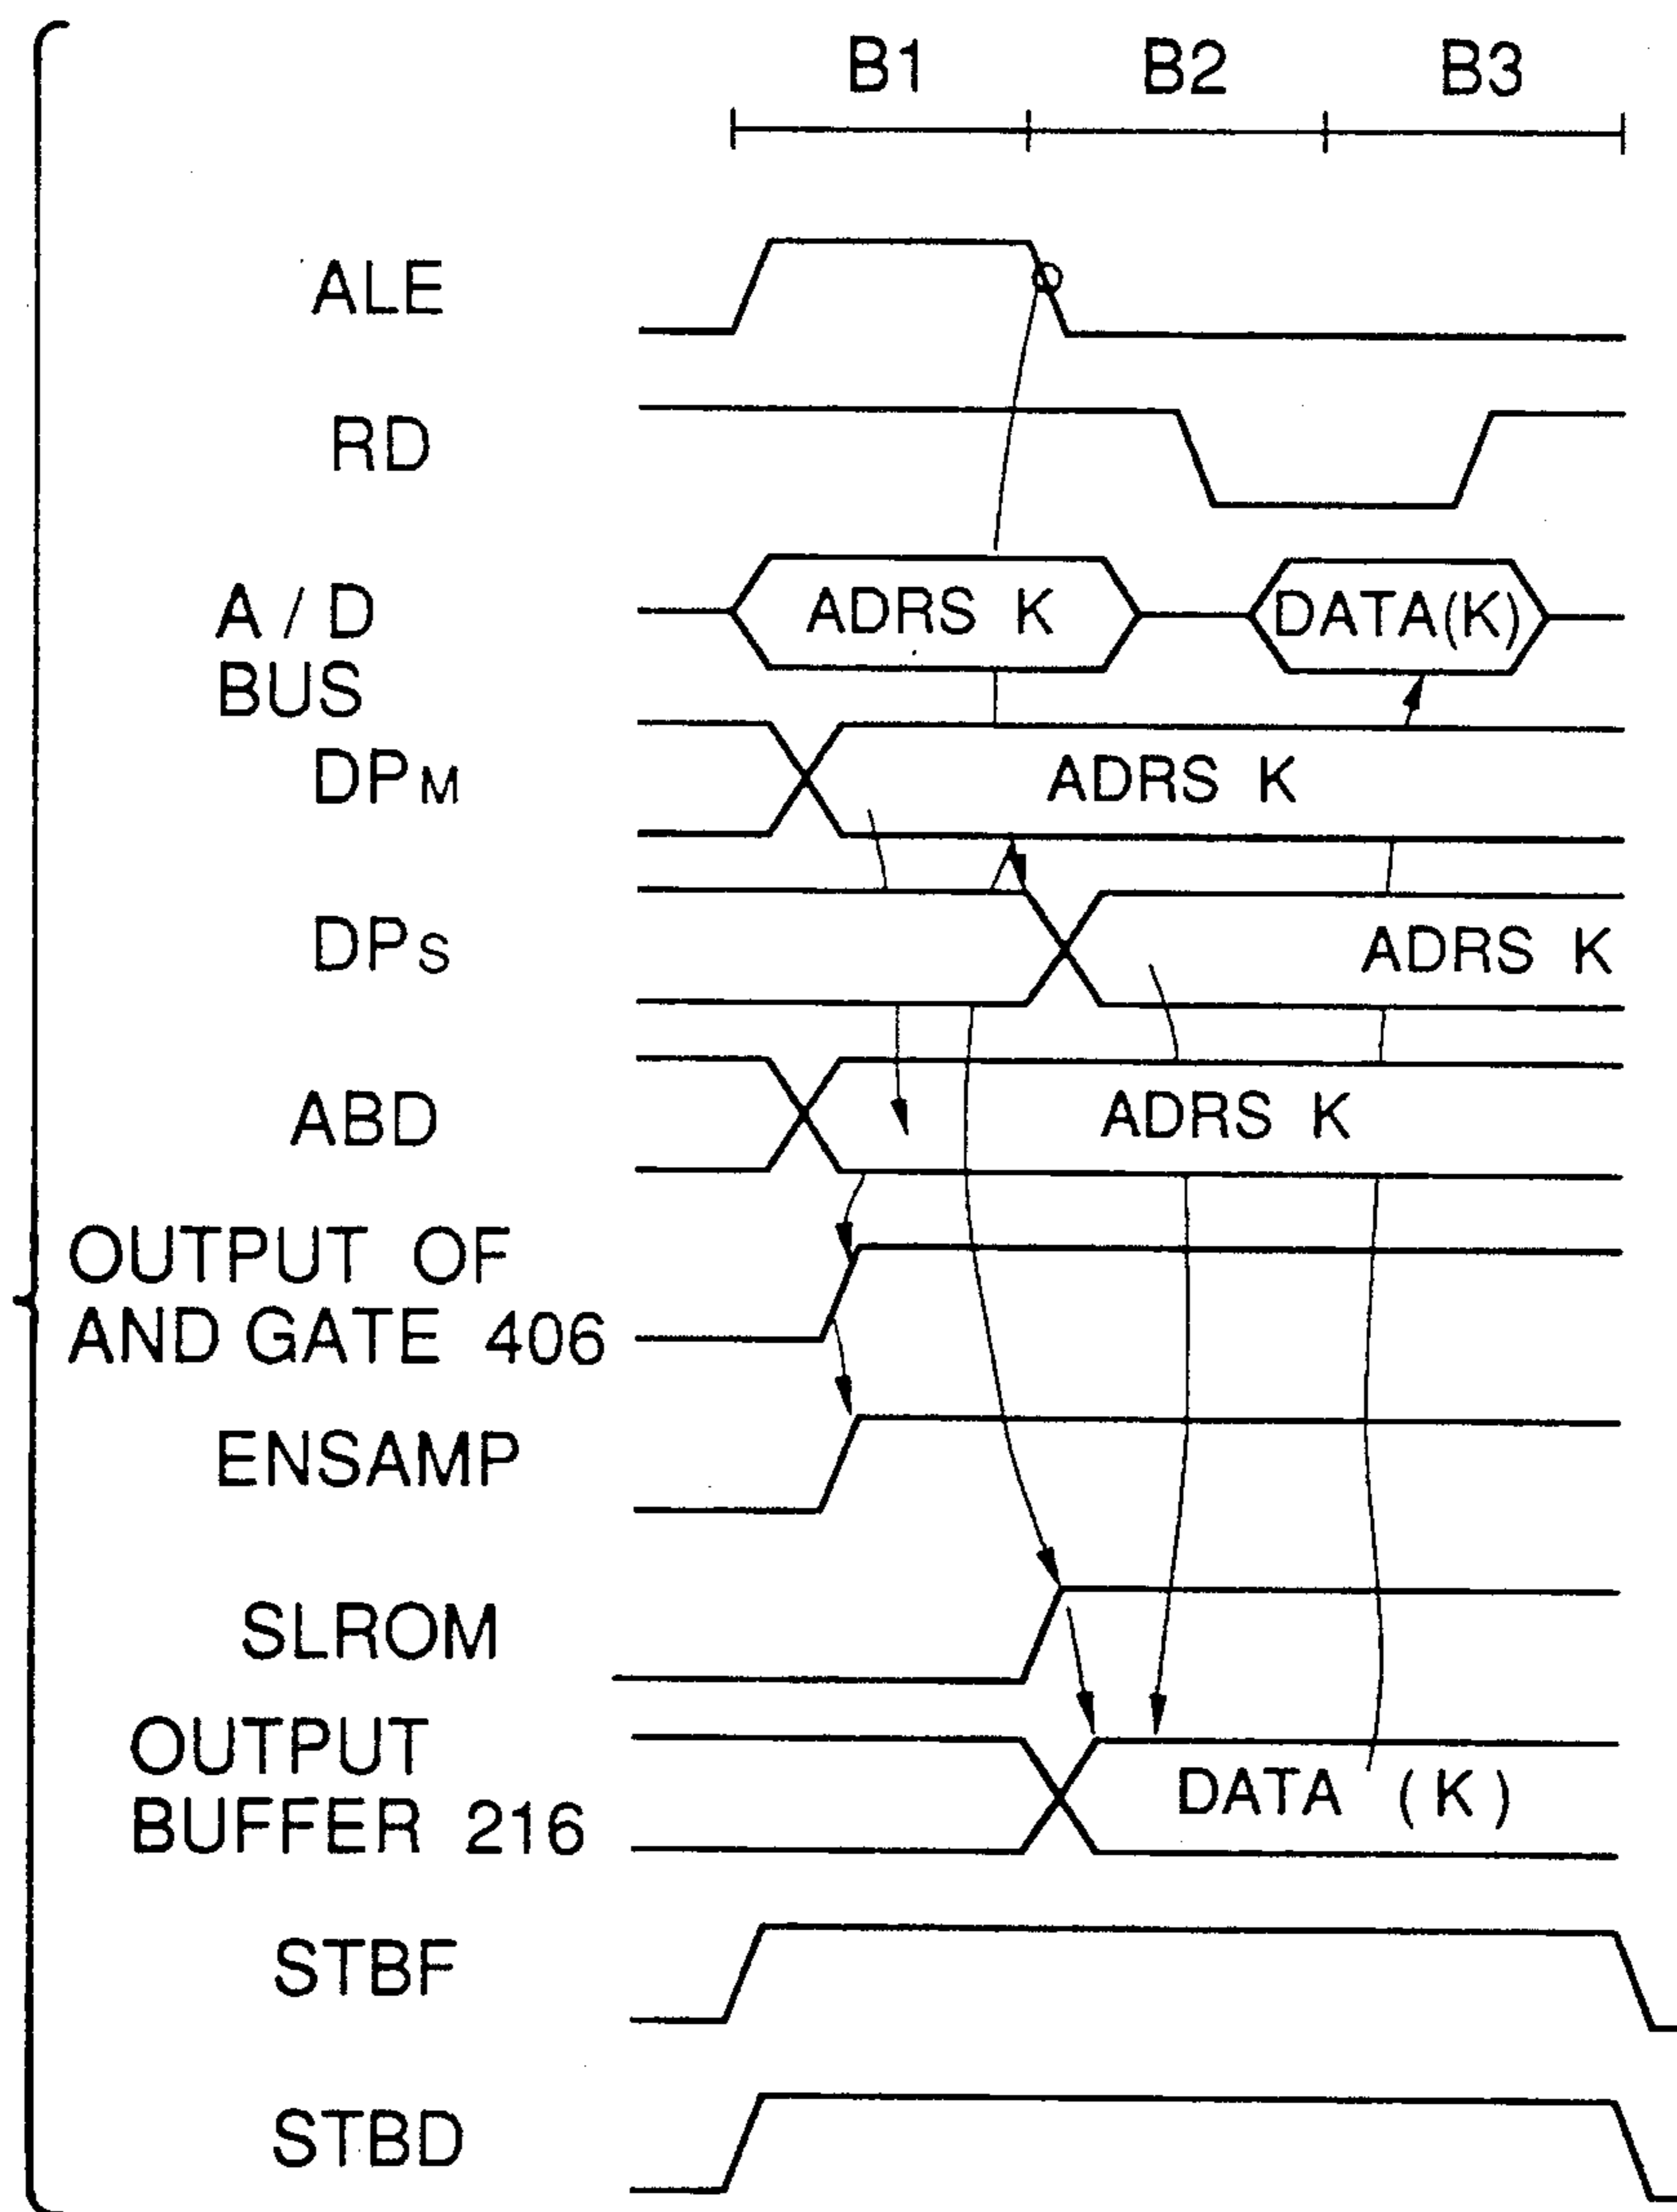 B1 B2 B3
ALE
RD
A / D
BUS
ADRS K DATA(K)
DPM ADRS K
DPS ADRS K
ABD ADRS K
OUTPUT OF
AND GATE 406
ENSAMP
SLROM
OUTPUT
BUFFER 216
DATA (K)
STBF
STBD